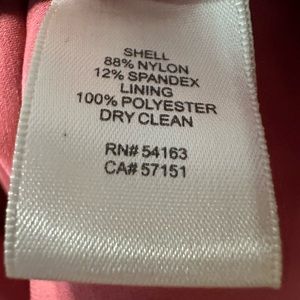 SHELL
88% NYLON
12% SPANDEX
LINING
100% POLYESTER
DRY CLEAN
RN# 54163
CA# 57151